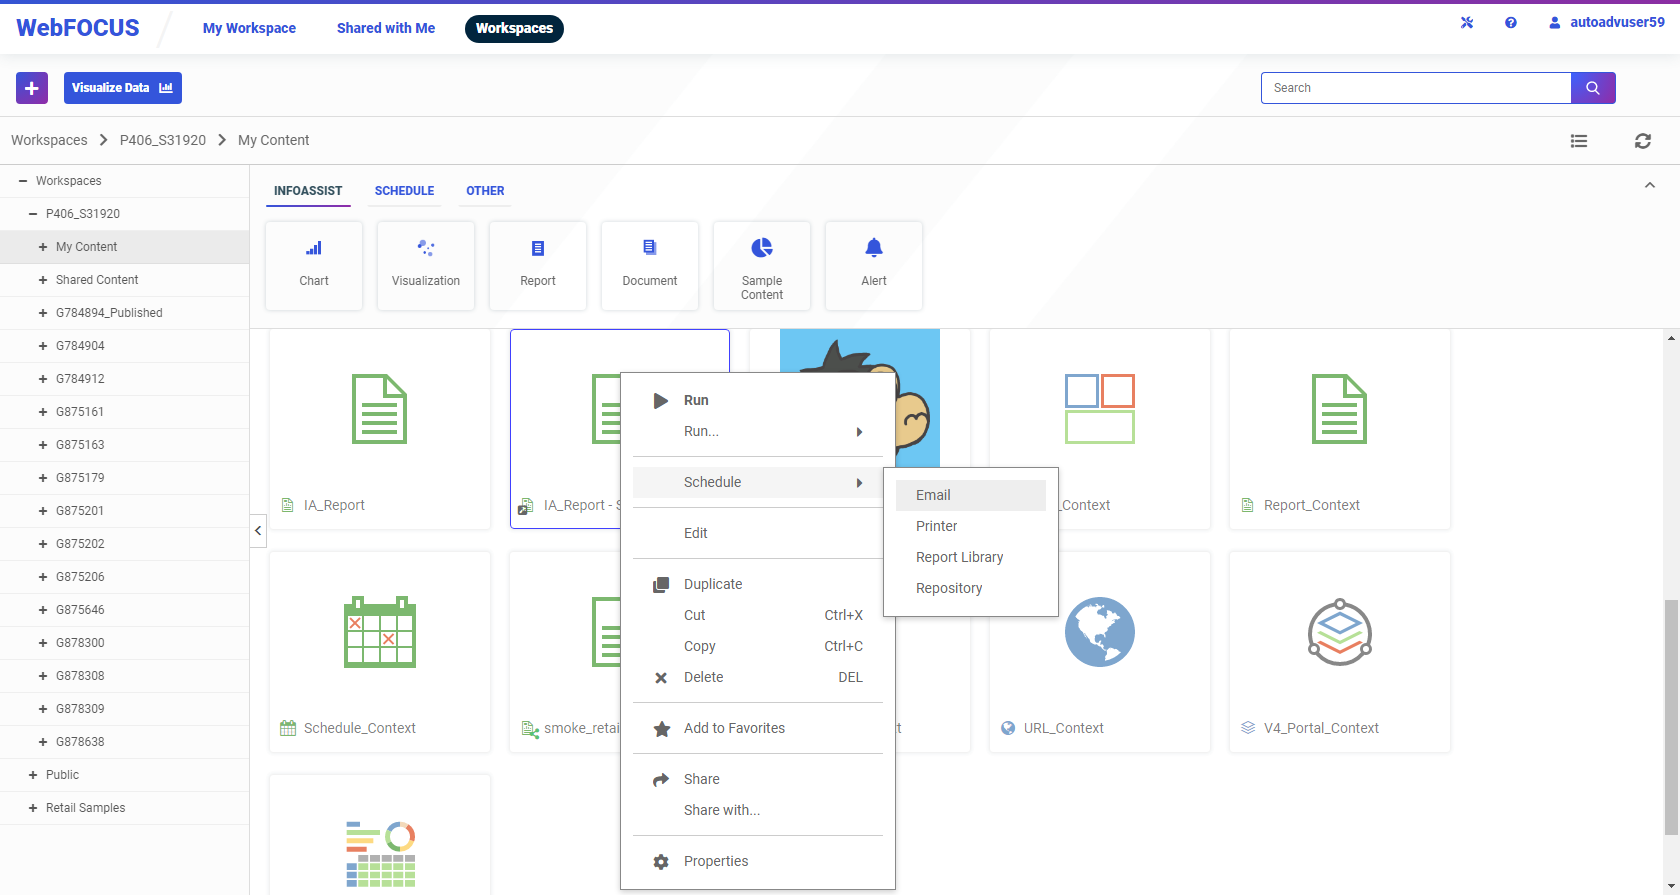 WebFOCUS
My Workspace
Shared with Me
Workspaces
autoadvuser59
+
Visualize Data
Search
Workspaces > P406_S31920 > My Content
Workspaces
P406_S31920
My Content
Shared Content
G784894_Published
G784904
G784912
G875161
G875163
G875179
G875201
G875202
G875206
G875646
G878300
G878308
G878309
G878638
Public
Retail Samples
INFOASSIST
SCHEDULE
OTHER
Chart
Visualization
Report
Document
Sample
Content
Alert
IA_Report
IA_Report - S
_Context
Report_Context
Schedule_Context
smoke_retai
t
URL_Context
V4_Portal_Context
Run
Run...
Schedule
Edit
Duplicate
Cut Ctrl+X
Copy Ctrl+C
Delete DEL
Add to Favorites
Share
Share with...
Properties
Email
Printer
Report Library
Repository